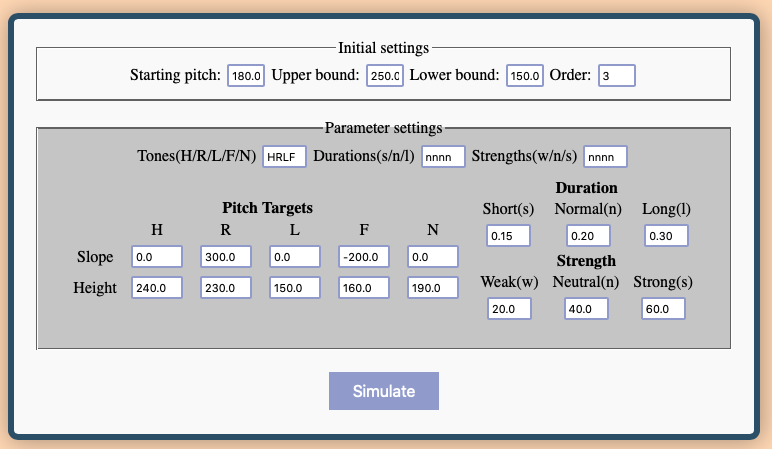 Initial settings
Starting pitch: 180.0 Upper bound: 250.0 Lower bound: 150.0 Order: 3
Parameter settings
Tones(H/R/L/F/N) HRLF Durations(s/n/l) nnnn Strengths(w/n/s) nnnn
Pitch Targets
H R L F N
Slope 0.0 300.0 0.0 -200.0 0.0
Height 240.0 230.0 150.0 160.0 190.0
Duration
Short(s) Normal(n) Long(l)
0.15 0.20 0.30
Strength
Weak(w) Neutral(n) Strong(s)
20.0 40.0 60.0
Simulate